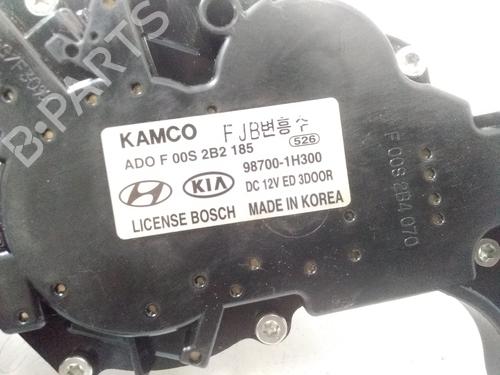 B-PARTS
KAMCO FJB변흥수
ADO F 00S 2B2 185 526
98700-1H300
KIA DC 12V ED 3DOOR
LICENSE BOSCH MADE IN KOREA
F 00S 2B4 070